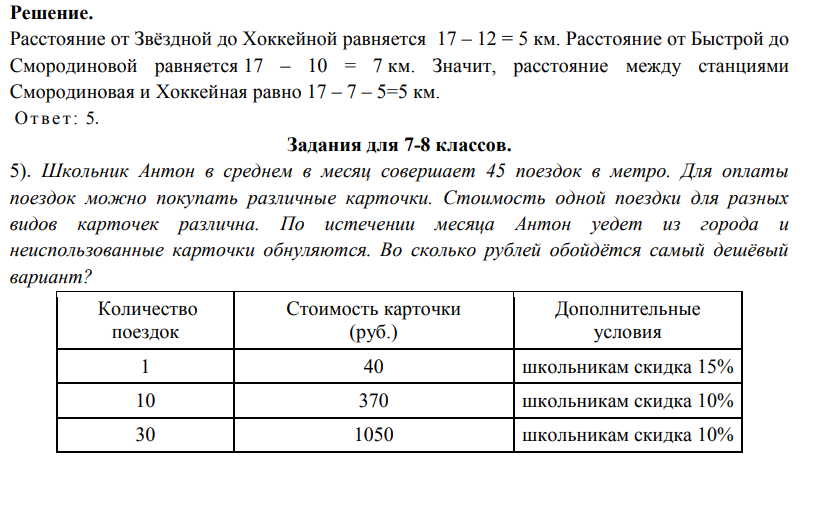 Решение.
Расстояние от Звёздной до Хоккейной равняется 17 – 12 = 5 км. Расстояние от Быстрой до
Смородиновой равняется 17 – 10 = 7 км. Значит, расстояние между станциями
Смородиновая и Хоккейная равно 17 – 7 – 5=5 км.
Ответ: 5.
Задания для 7-8 классов.
5). Школьник Антон в среднем в месяц совершает 45 поездок в метро. Для оплаты
поездок можно покупать различные карточки. Стоимость одной поездки для разных
видов карточек различна. По истечении месяца Антон уедет из города и
неиспользованные карточки обнуляются. Во сколько рублей обойдётся самый дешёвый
вариант?
Количество поездок | Стоимость карточки (руб.) | Дополнительные условия
1 | 40 | школьникам скидка 15%
10 | 370 | школьникам скидка 10%
30 | 1050 | школьникам скидка 10%